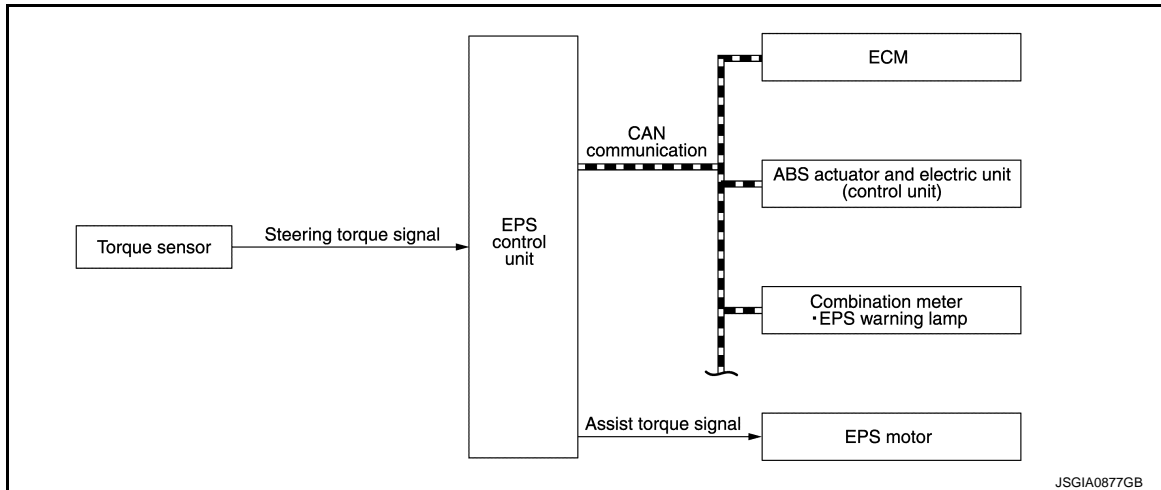 ECM
CAN
communication
ABS actuator and electric unit
(control unit)
Torque sensor
Steering torque signal
EPS
control
unit
Combination meter
･EPS warning lamp
Assist torque signal
EPS motor
JSGIA0877GB